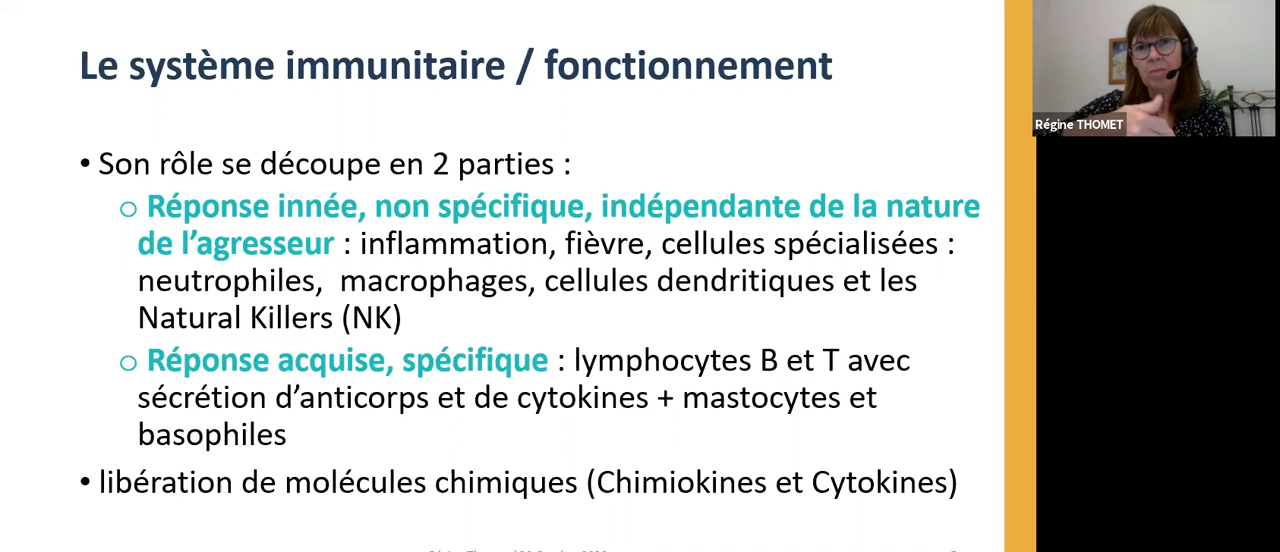 Le système immunitaire / fonctionnement
• Son rôle se découpe en 2 parties :
o Réponse innée, non spécifique, indépendante de la nature
de l’agresseur : inflammation, fièvre, cellules spécialisées :
neutrophiles, macrophages, cellules dendritiques et les
Natural Killers (NK)
o Réponse acquise, spécifique : lymphocytes B et T avec
sécrétion d’anticorps et de cytokines + mastocytes et
basophiles
• libération de molécules chimiques (Chimiokines et Cytokines)
Régine THOMET